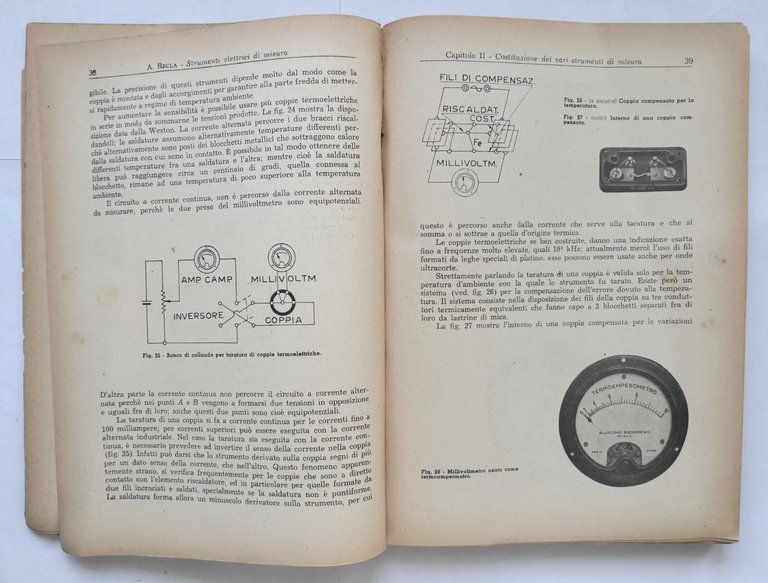 38 A. RECLA - Strumenti elettrici di misura
gibile. La precisione di questi strumenti dipende molto dal modo come la
coppia è montata e dagli accorgimenti per garantire alla parte fredda di metter-
si rapidamente a regime di temperatura ambiente.
Per aumentare la sensibilità è possibile usare più coppie termoelettriche
in serie in modo da sommarne le tensioni prodotte. La fig. 24 mostra la dispo-
sizione data dalla Weston. La corrente alternata percorre i due bracci riscal-
dandoli; le saldature assumono alternativamente temperature differenti per-
chè alternativamente sono posti dei blocchetti metallici che sottraggono calore
dalla saldatura con cui sono in contatto. È possibile in tal modo ottenere delle
differenti temperature fra una saldatura e l'altra; mentre cioè la saldatura
libera può raggiungere circa un centinaio di gradi, quella connessa al
blocchetto, rimane ad una temperatura di poco superiore alla temperatura
ambiente.
Il circuito a corrente continua, non è percorso dalla corrente alternata
da misurare, perchè le due prese del millivoltmetro sono equipotenziali.
AMP CAMP
MILLIVOLTM.
INVERSORE
COPPIA
Fig. 25 - Banco di collaudo per taratura di coppie termoelettriche.
D'altra parte la corrente continua non percorre il circuito a corrente alter-
nata perchè nei punti A e B vengono a formarsi due tensioni in opposizione
e uguali fra di loro; anche questi due punti sono cioè equipotenziali.
La taratura di una coppia si fa a corrente continua per le correnti fino a
100 milliampere; per correnti superiori può essere eseguita con la corrente
alternata industriale. Nel caso la taratura sia eseguita con la corrente con-
tinua, è necessario prevedere ad invertire il senso della corrente nella coppia
(fig. 25). Infatti può darsi che lo strumento derivato sulla coppia segni di più
per un dato senso della corrente, che nell'altro. Questo fenomeno apparen-
temente strano, si verifica frequentemente per le coppie che sono a diretto
contatto con l'elemento riscaldatore, ed in particolare per quelle formate da
due fili incrociati e saldati, specialmente se la saldatura non è puntiforme.
La saldatura forma allora un minuscolo derivatore sullo strumento, per cui
Capitolo II - Costituzione dei vari strumenti di misura 39
FILI DI COMPENSAZ.
RISCALDAT.
COST.
Fe
MILLIVOLTM.
Fig. 26 - (a sinistra) Coppia compensata per la
temperatura.
Fig. 27 - (sotto) Interno di una coppia com-
pensata.
questo è percorso anche dalla corrente che serve alla taratura e che si
somma o si sottrae a quella d'origine termica.
Le coppie termoelettriche se ben costruite, danno una indicazione esatta
fino a frequenze molto elevate, quali 10⁴ kHz; attualmente mercè l'uso di fili
formati da leghe speciali di platino, esse possono essere usate anche per onde
ultracorte.
Strettamente parlando la taratura di una coppia è valida solo per la tem-
peratura d'ambiente con la quale lo strumento fu tarato. Esiste però un
sistema (ved. fig. 26) per la compensazione dell'errore dovuto alla tempera-
tura. Il sistema consiste nella disposizione dei fili della coppia su tre condut-
tori termicamente equivalenti che fanno capo a 3 blocchetti separati fra di
loro da lastrine di mica.
La fig. 27 mostra l'interno di una coppia compensata per le variazioni
TERMOAMPEROMETRO
ALLOCCHIO BACCHINI & C.
MILANO
Fig. 28 - Millivoltmetro usato come
termoampermetro.